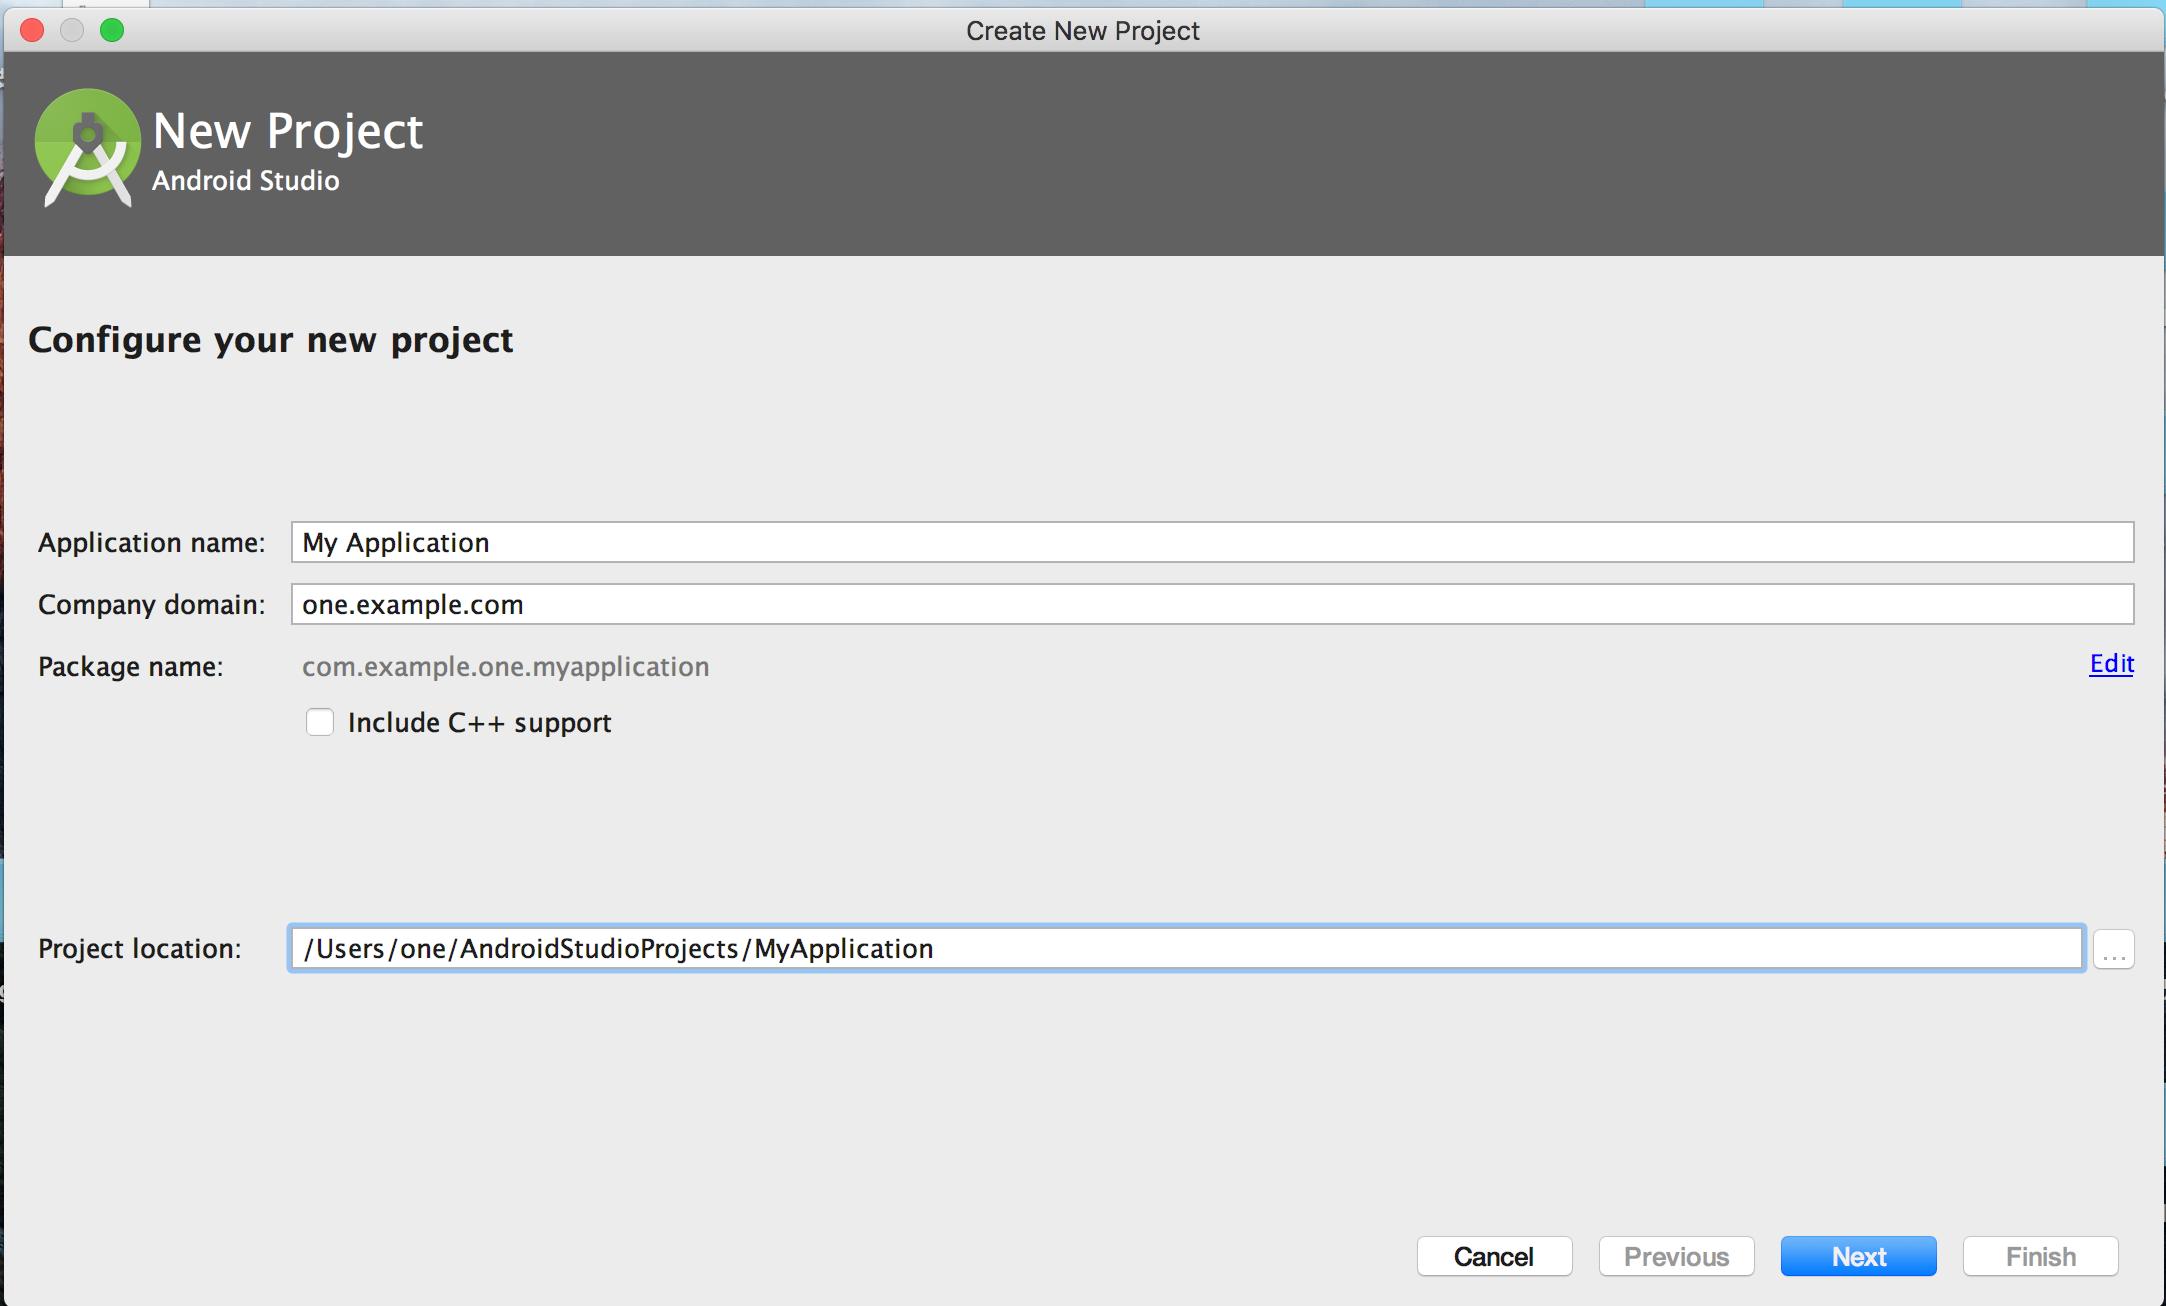 Create New Project
New Project
Android Studio
Configure your new project
Application name: My Application
Company domain: one.example.com
Package name: com.example.one.myapplication Edit
Include C++ support
Project location: /Users/one/AndroidStudioProjects/MyApplication ...
Cancel Previous Next Finish